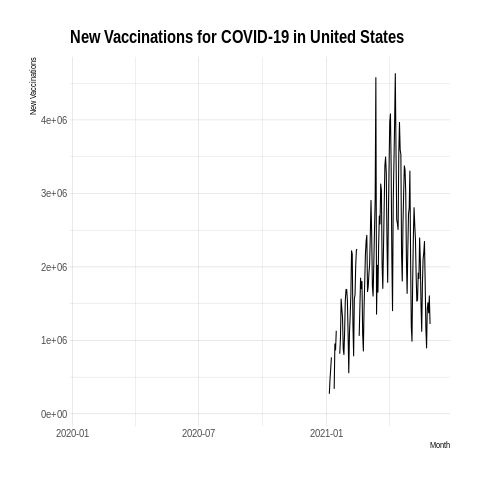 New Vaccinations for COVID-19 in United States
New Vaccinations
4e+06
3e+06
2e+06
1e+06
0e+00
2020-01 2020-07 2021-01
Month